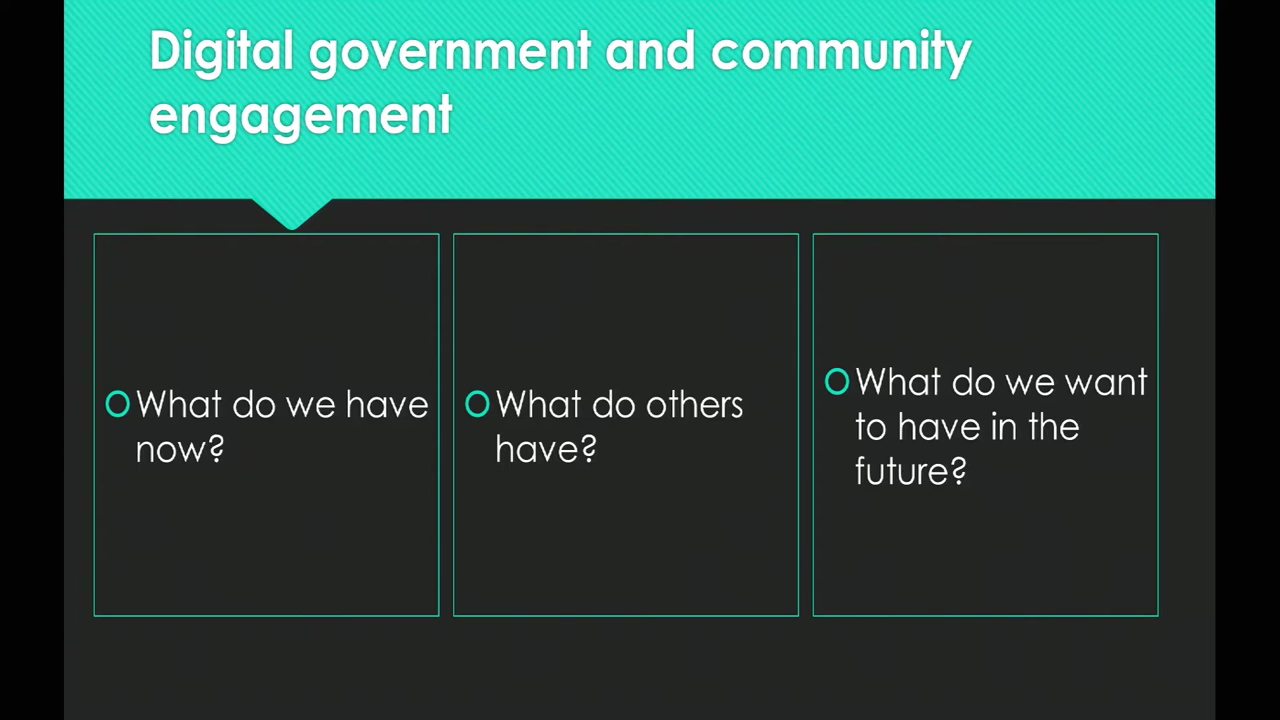 Digital government and community
engagement
What do we have
now?
What do others
have?
What do we want
to have in the
future?